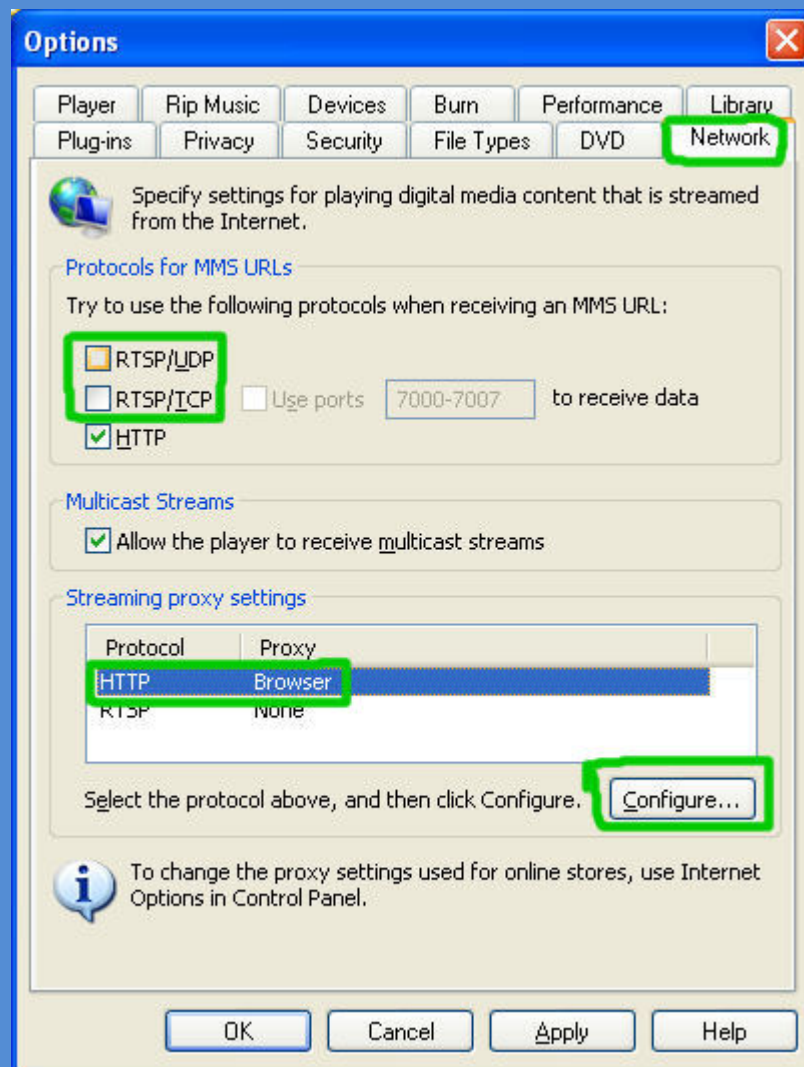 Options
Player Rip Music Devices Burn Performance Library
Plug-ins Privacy Security File Types DVD Network
Specify settings for playing digital media content that is streamed
from the Internet.
Protocols for MMS URLs
Try to use the following protocols when receiving an MMS URL:
RTSP/UDP
RTSP/TCP Use ports 7000-7007 to receive data
HTTP
Multicast Streams
Allow the player to receive multicast streams
Streaming proxy settings
Protocol Proxy
HTTP Browser
RTSP None
Select the protocol above, and then click Configure. Configure...
To change the proxy settings used for online stores, use Internet
Options in Control Panel.
OK Cancel Apply Help